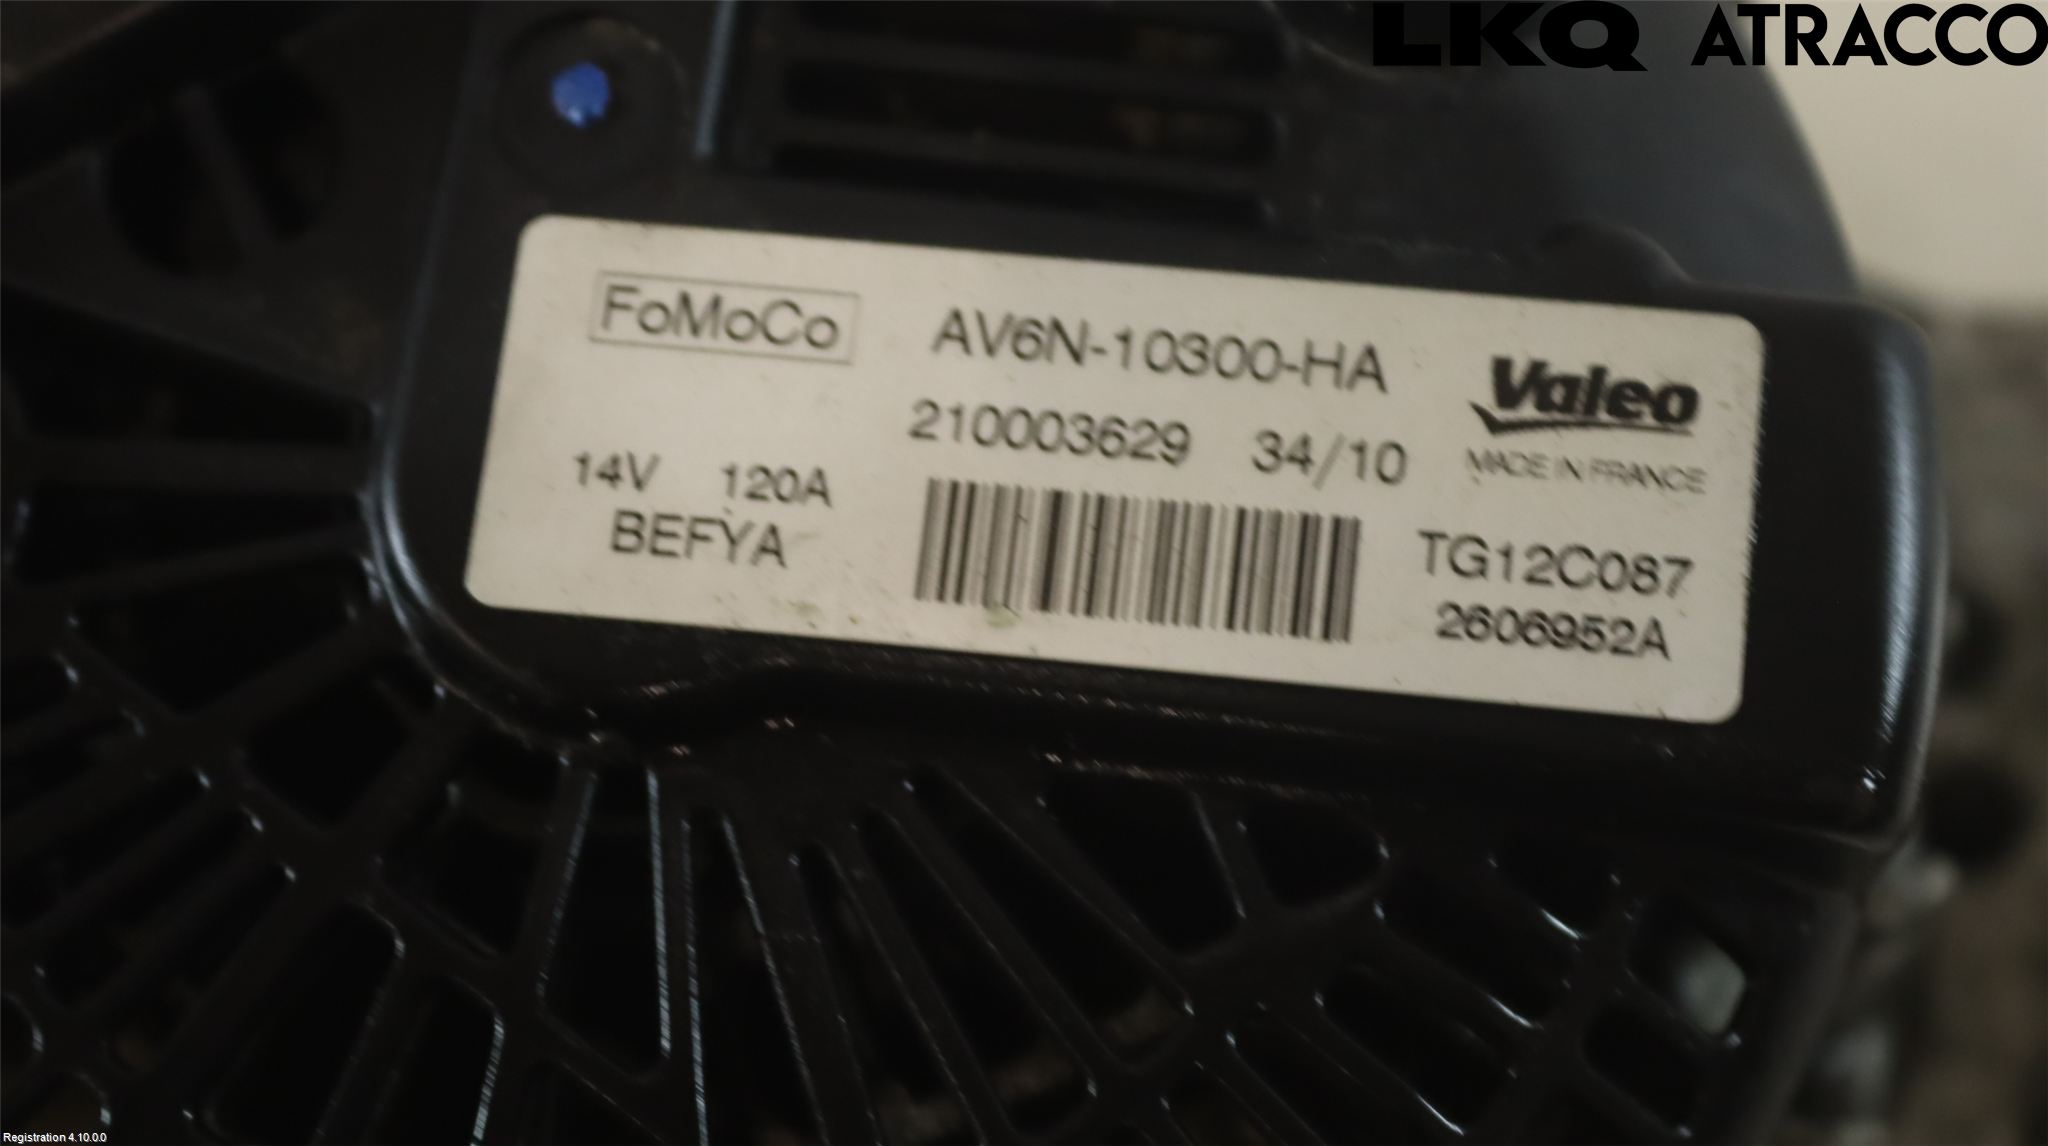 LKQ ATRACCO
FoMoCo
AV6N-10300-HA
Valeo
210003629 34/10
MADE IN FRANCE
14V 120A
BEFYA
TG12C087
2606952A
Registration 4.10.0.0